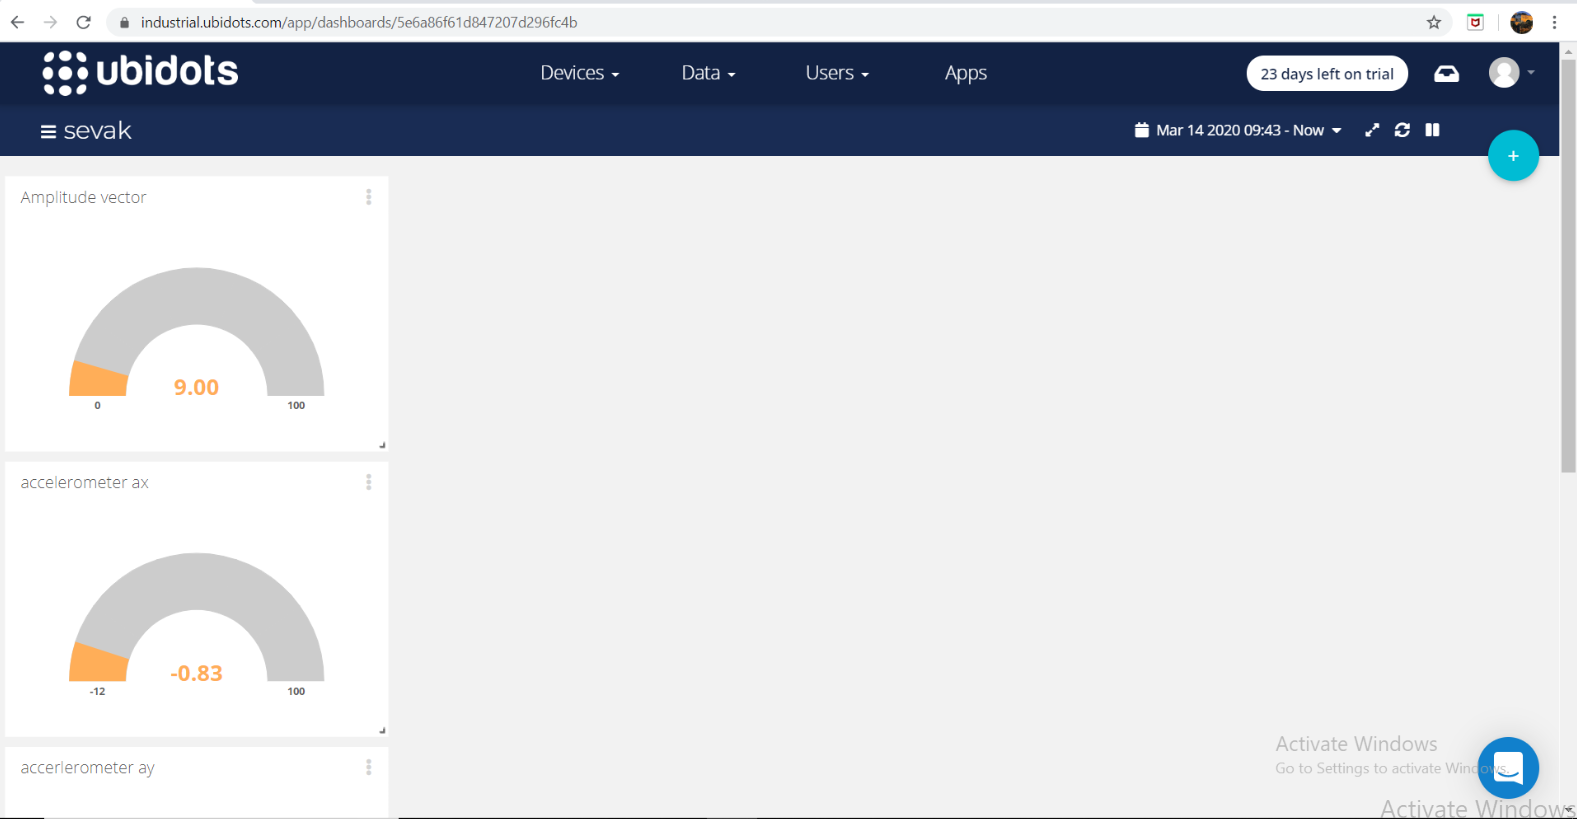 industrial.ubidots.com/app/dashboards/5e6a86f61d847207d296fc4b
ubidots
Devices
Data
Users
Apps
23 days left on trial
sevak
Mar 14 2020 09:43 - Now
+
Amplitude vector
9.00
0
100
accelerometer ax
-0.83
-12
100
accerlerometer ay
Activate Windows
Go to Settings to activate Windows.
Activate Windows